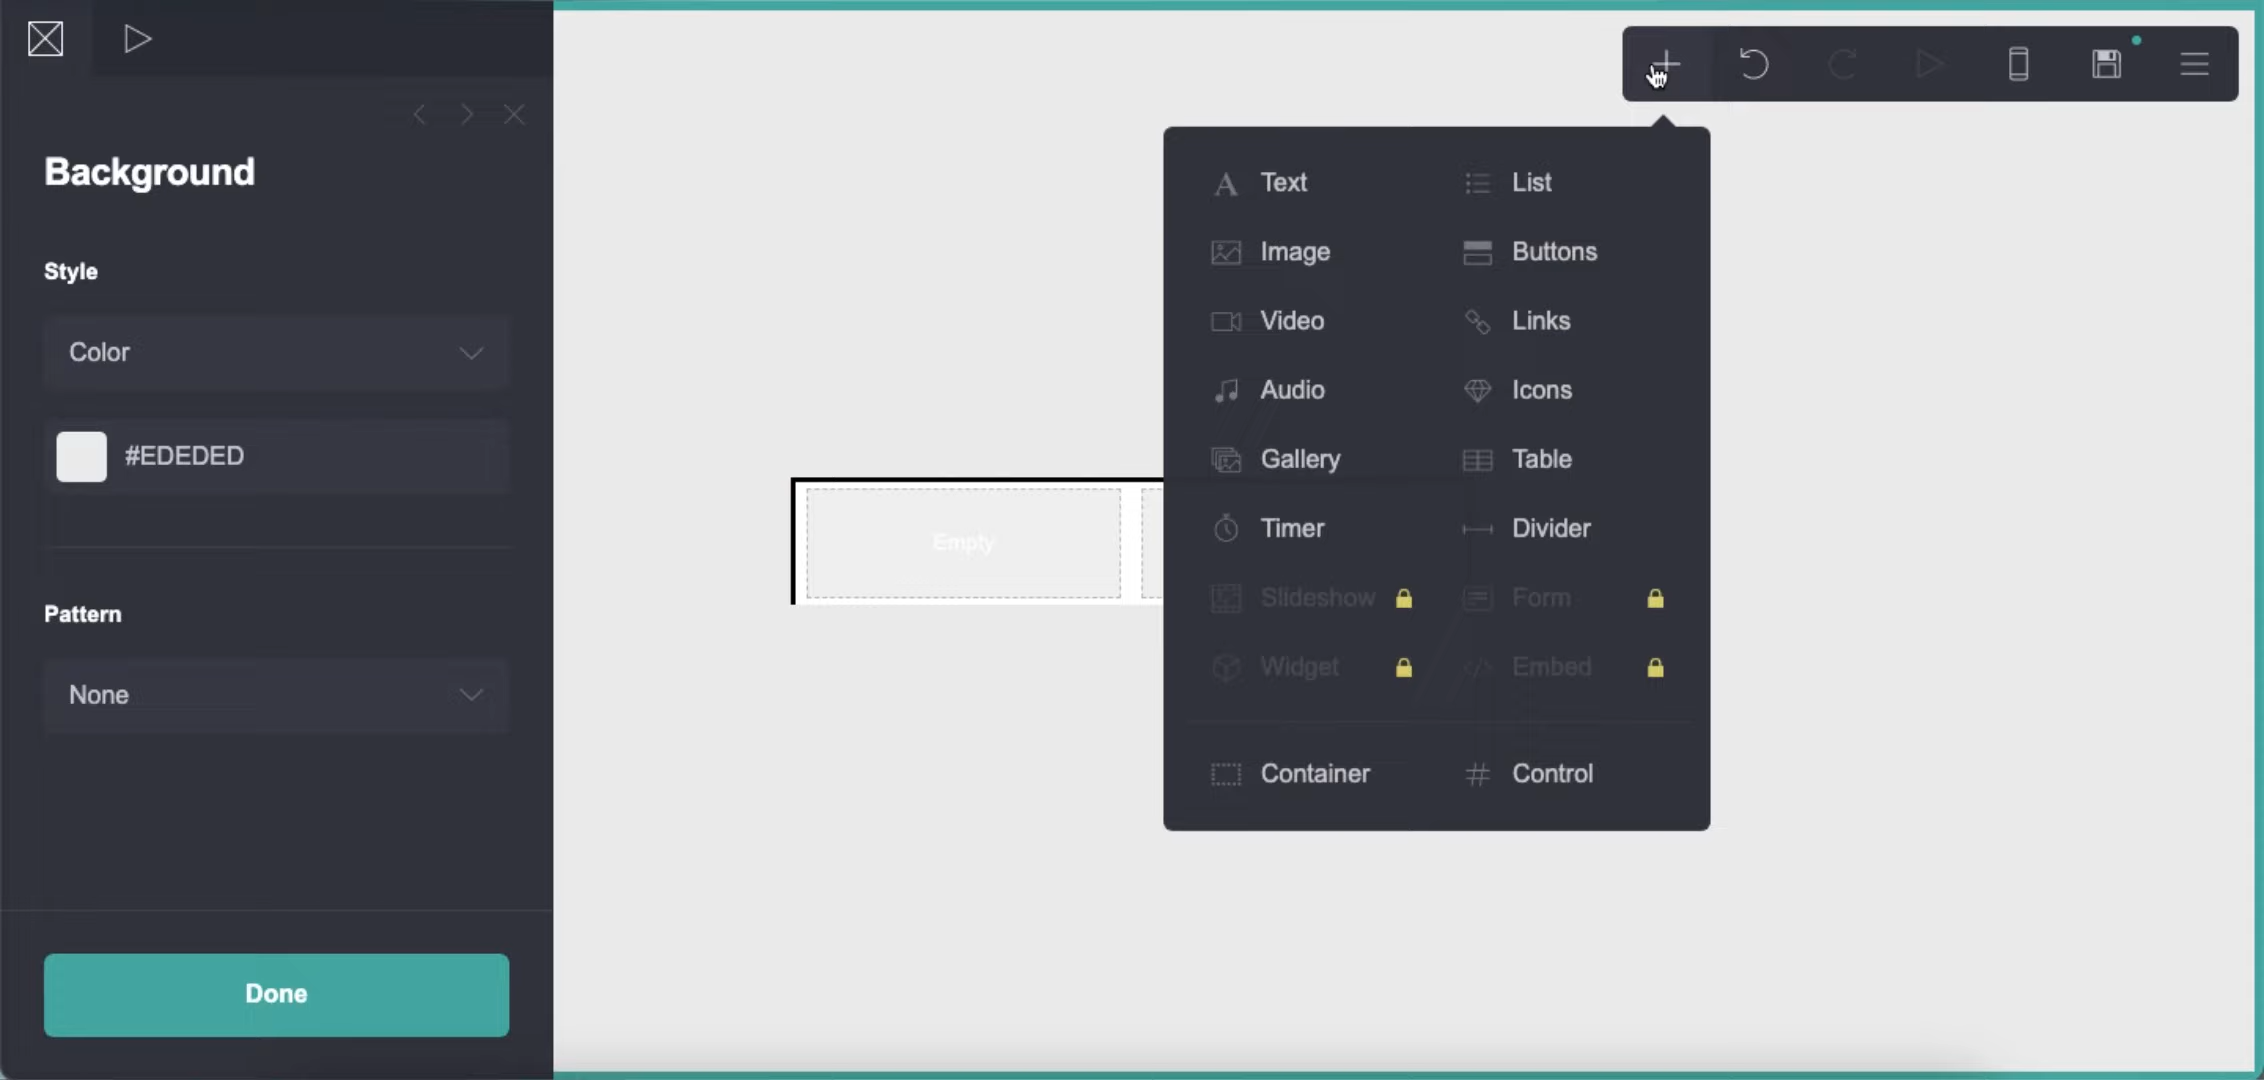 Background
Style
Color
#EDEDED
Pattern
None
Done
Empty
Text
List
Image
Buttons
Video
Links
Audio
Icons
Gallery
Table
Timer
Divider
Slideshow
Form
Widget
Embed
Container
Control